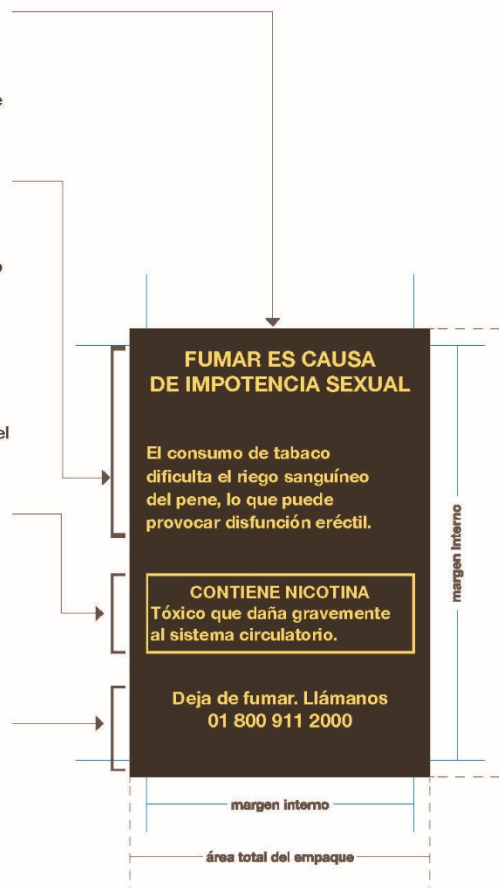 FUMAR ES CAUSA
DE IMPOTENCIA SEXUAL
El consumo de tabaco
dificulta el riego sanguíneo
del pene, lo que puede
provocar disfunción eréctil.
CONTIENE NICOTINA
Tóxico que daña gravemente
al sistema circulatorio.
Deja de fumar. Llámanos
01 800 911 2000
margen interno
margen interno
área total del empaque
el